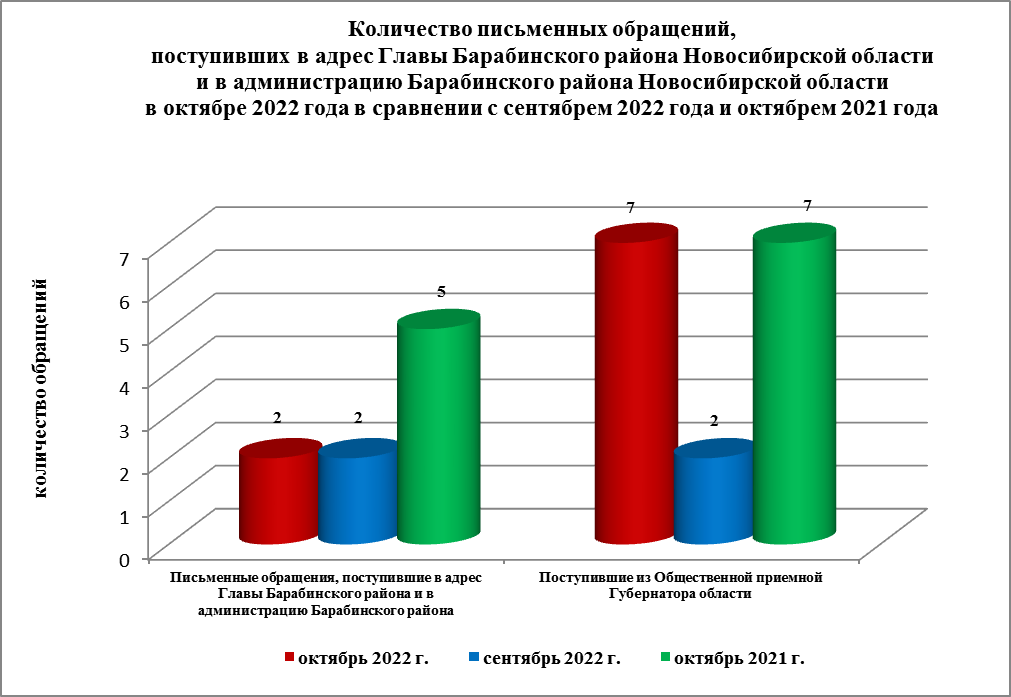 Количество письменных обращений,
поступивших в адрес Главы Барабинского района Новосибирской области
и в администрацию Барабинского района Новосибирской области
в октябре 2022 года в сравнении с сентябрем 2022 года и октябрем 2021 года
количество обращений
7
6
5
4
3
2
1
0
2
2
5
7
2
7
Письменные обращения, поступившие в адрес
Главы Барабинского района и в
администрацию Барабинского района
Поступившие из Общественной приемной
Губернатора области
октябрь 2022 г.
сентябрь 2022 г.
октябрь 2021 г.